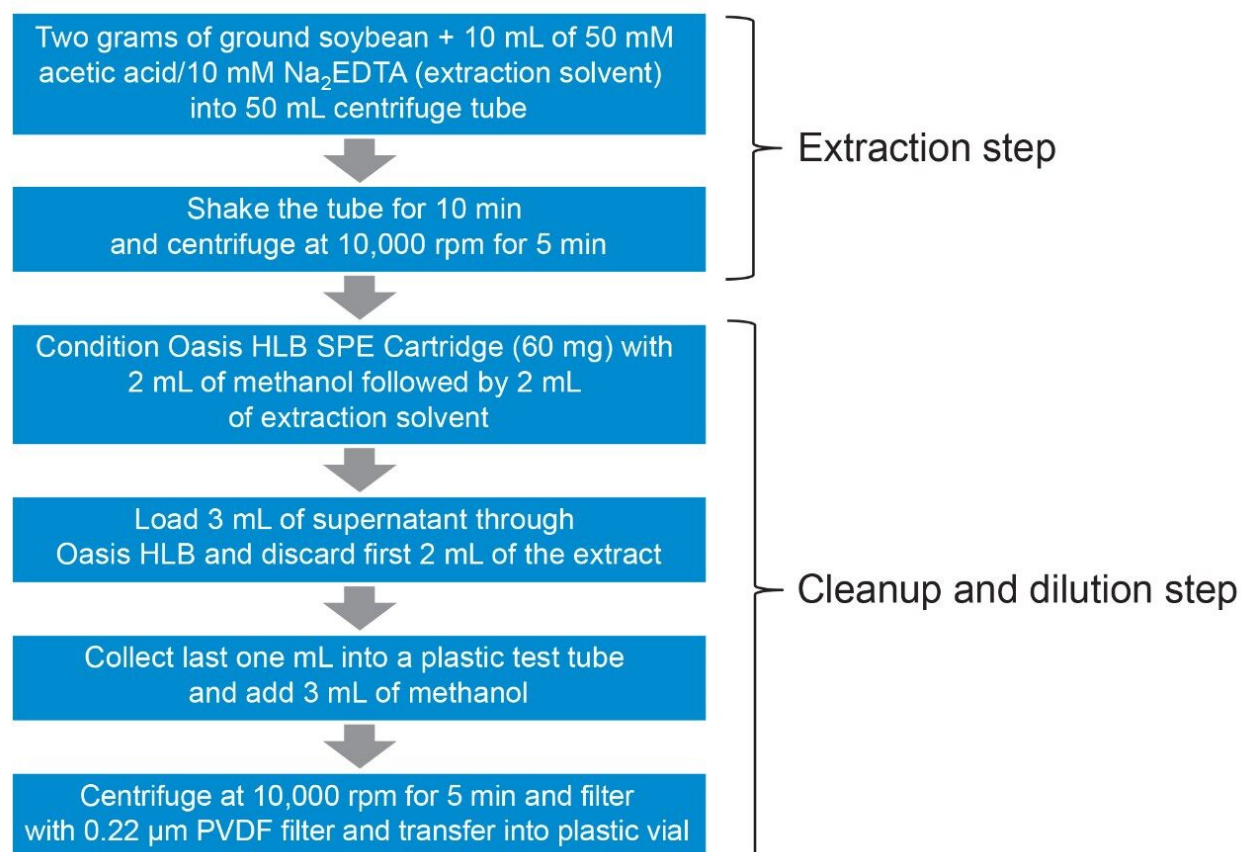 Two grams of ground soybean + 10 mL of 50 mM
acetic acid/10 mM Na₂EDTA (extraction solvent)
into 50 mL centrifuge tube
Extraction step
Shake the tube for 10 min
and centrifuge at 10,000 rpm for 5 min
Condition Oasis HLB SPE Cartridge (60 mg) with
2 mL of methanol followed by 2 mL
of extraction solvent
Load 3 mL of supernatant through
Oasis HLB and discard first 2 mL of the extract
Cleanup and dilution step
Collect last one mL into a plastic test tube
and add 3 mL of methanol
Centrifuge at 10,000 rpm for 5 min and filter
with 0.22 µm PVDF filter and transfer into plastic vial